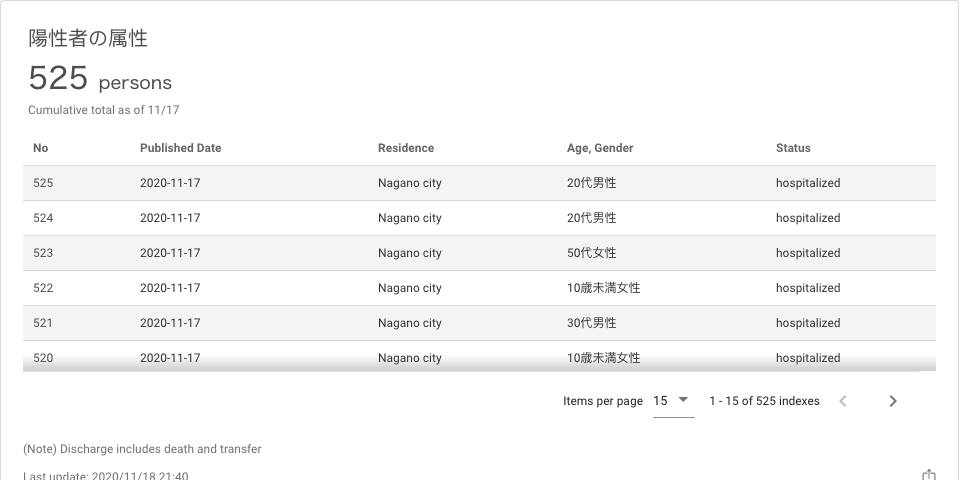 陽性者の属性
525 persons
Cumulative total as of 11/17
No Published Date Residence Age, Gender Status
525 2020-11-17 Nagano city 20代男性 hospitalized
524 2020-11-17 Nagano city 20代男性 hospitalized
523 2020-11-17 Nagano city 50代女性 hospitalized
522 2020-11-17 Nagano city 10歳未満女性 hospitalized
521 2020-11-17 Nagano city 30代男性 hospitalized
520 2020-11-17 Nagano city 10歳未満女性 hospitalized
Items per page 15 1 - 15 of 525 indexes
(Note) Discharge includes death and transfer
Last update: 2020/11/18 21:40